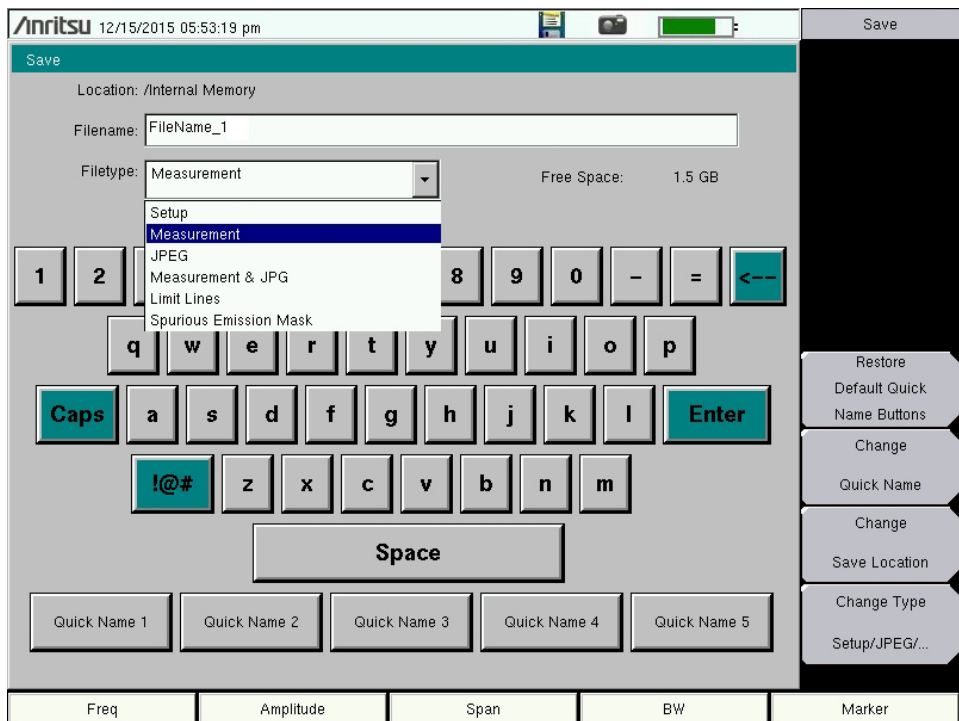 Anritsu 12/15/2015 05:53:19 pm
Save
Save
Location: /Internal Memory
Filename: FileName_1
Filetype: Measurement
Free Space: 1.5 GB
Setup
Measurement
JPEG
Measurement & JPG
Limit Lines
Spurious Emission Mask
1 2 8 9 0 - = <--
q w e r t y u i o p
Caps a s d f g h j k l Enter
!@# z x c v b n m
Space
Quick Name 1 Quick Name 2 Quick Name 3 Quick Name 4 Quick Name 5
Restore
Default Quick
Name Buttons
Change
Quick Name
Change
Save Location
Change Type
Setup/JPEG/...
Freq Amplitude Span BW Marker